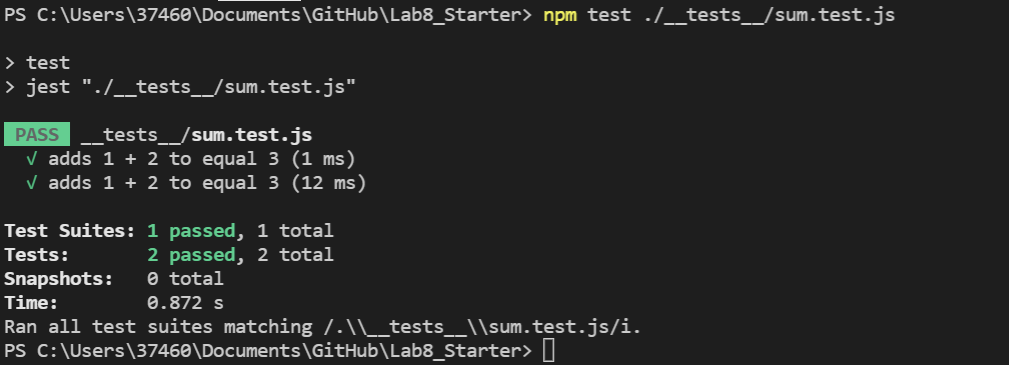 PS C:\Users\37460\Documents\GitHub\Lab8_Starter> npm test ./__tests__/sum.test.js
> test
> jest "./__tests__/sum.test.js"
PASS __tests__/sum.test.js
√ adds 1 + 2 to equal 3 (1 ms)
√ adds 1 + 2 to equal 3 (12 ms)
Test Suites: 1 passed, 1 total
Tests: 2 passed, 2 total
Snapshots: 0 total
Time: 0.872 s
Ran all test suites matching /.\\__tests__\\sum.test.js/i.
PS C:\Users\37460\Documents\GitHub\Lab8_Starter>